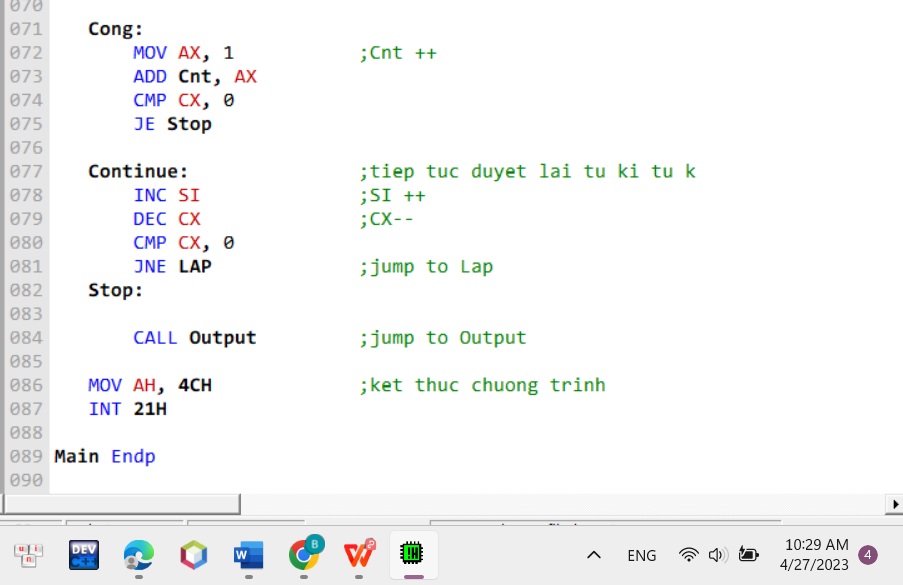 070
071 Cong:
072 MOV AX, 1 ;Cnt ++
073 ADD Cnt, AX
074 CMP CX, 0
075 JE Stop
076
077 Continue: ;tiep tuc duyet lai tu ki tu k
078 INC SI ;SI ++
079 DEC CX ;CX--
080 CMP CX, 0
081 JNE LAP ;jump to Lap
082 Stop:
083
084 CALL Output ;jump to Output
085
086 MOV AH, 4CH ;ket thuc chuong trinh
087 INT 21H
088
089 Main Endp
090
DEV
C++
W
B
ENG
10:29 AM
4/27/2023
4